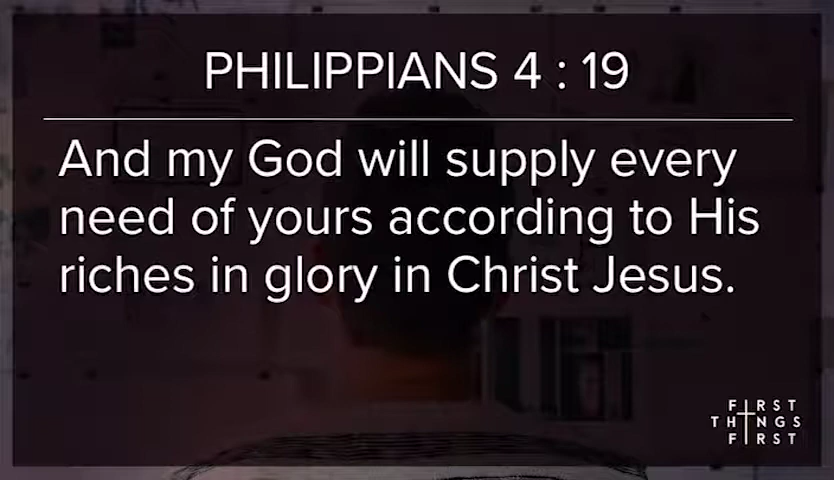 PHILIPPIANS 4 : 19
And my God will supply every
need of yours according to His
riches in glory in Christ Jesus.
FIRST
THINGS
FIRST